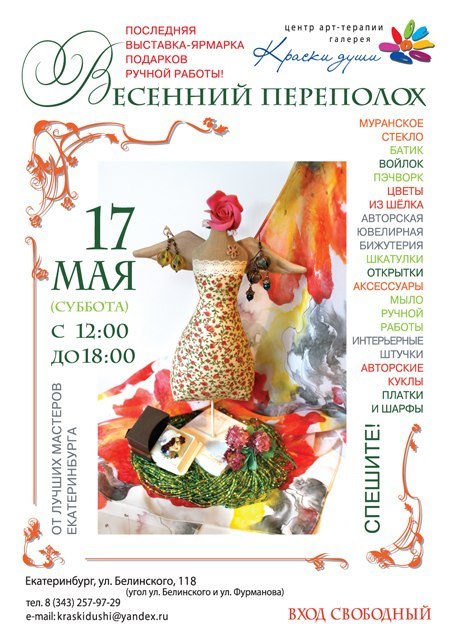 ПОСЛЕДНЯЯ
ВЫСТАВКА-ЯРМАРКА
ПОДАРКОВ
РУЧНОЙ РАБОТЫ!
центр арт-терапии
галерея
Краски души
ВЕСЕННИЙ ПЕРЕПОЛОХ
17
МАЯ
(СУББОТА)
С 12:00
ДО 18:00
ОТ ЛУЧШИХ МАСТЕРОВ
ЕКАТЕРИНБУРГА
МУРАНСКОЕ
СТЕКЛО
БАТИК
ВОЙЛОК
ПЭЧВОРК
ЦВЕТЫ
ИЗ ШЁЛКА
АВТОРСКАЯ
ЮВЕЛИРНАЯ
БИЖУТЕРИЯ
ШКАТУЛКИ
ОТКРЫТКИ
АКСЕССУАРЫ
МЫЛО
РУЧНОЙ
РАБОТЫ
ИНТЕРЬЕРНЫЕ
ШТУЧКИ
АВТОРСКИЕ
КУКЛЫ
ПЛАТКИ
И ШАРФЫ
СПЕШИТЕ!
Екатеринбург, ул. Белинского, 118
(угол ул. Белинского и ул. Фурманова)
тел. 8 (343) 257-97-29
e-mail: kraskidushi@yandex.ru
ВХОД СВОБОДНЫЙ